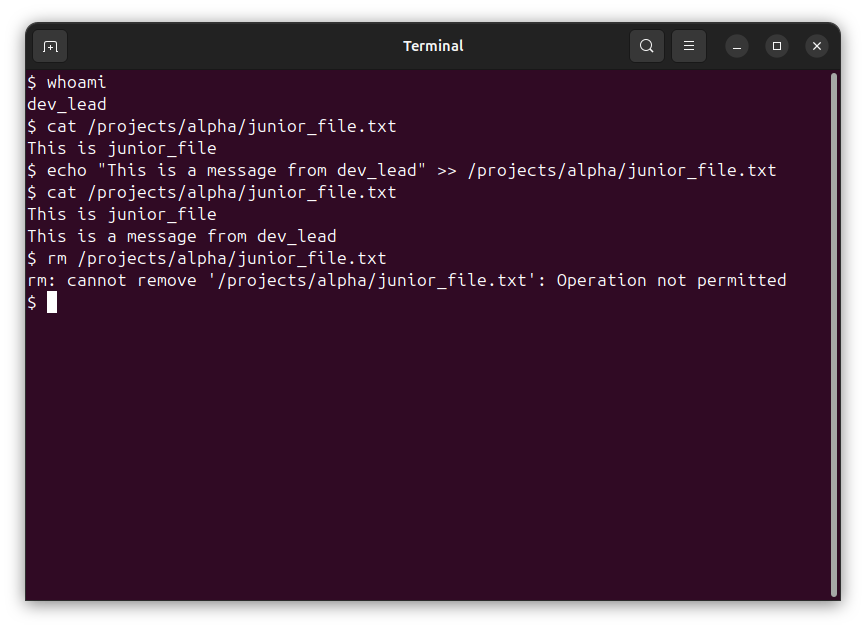 Terminal
$ whoami
dev_lead
$ cat /projects/alpha/junior_file.txt
This is junior_file
$ echo "This is a message from dev_lead" >> /projects/alpha/junior_file.txt
$ cat /projects/alpha/junior_file.txt
This is junior_file
This is a message from dev_lead
$ rm /projects/alpha/junior_file.txt
rm: cannot remove '/projects/alpha/junior_file.txt': Operation not permitted
$